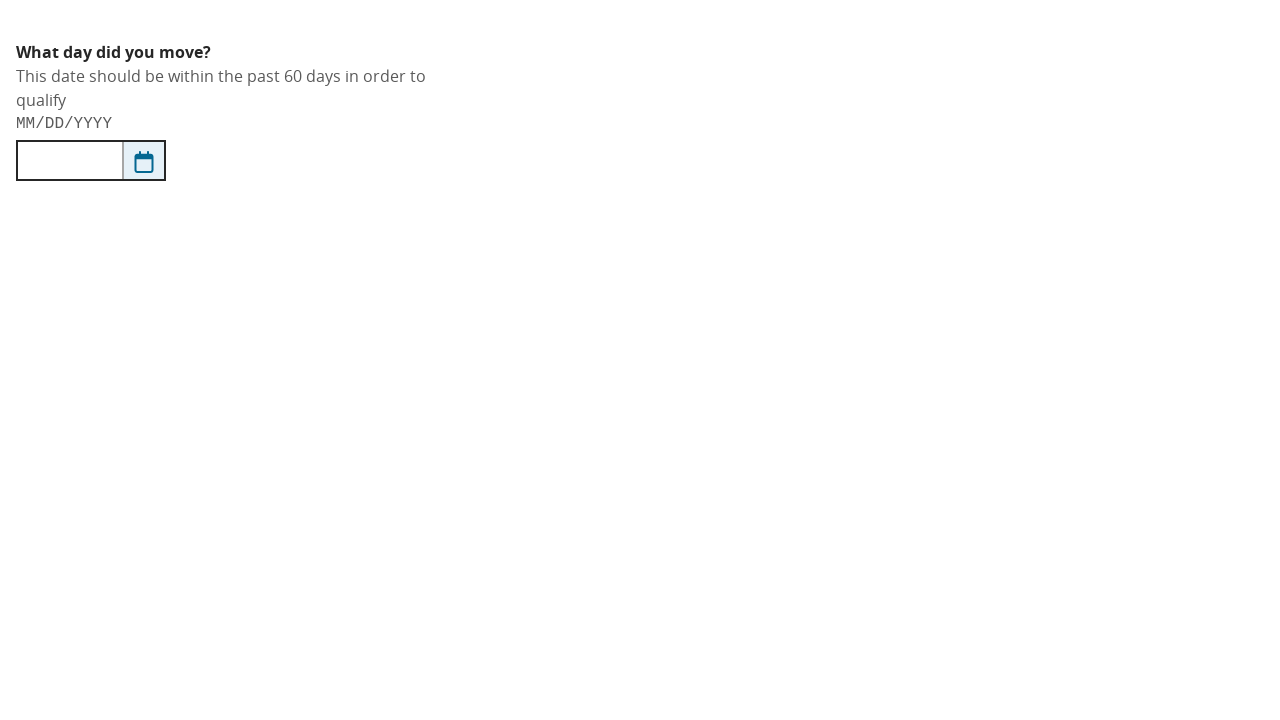 What day did you move?
This date should be within the past 60 days in order to
qualify
MM/DD/YYYY